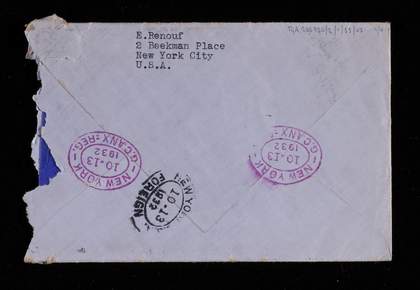 E.Renouf
2 Beekman Place
New York City
U.S.A.
G.C.ANX.-REG.
10-13
1932
NEW YORK
NEW YORK
10-13
1932
FOREIGN
G.C.ANX.-REG.
10-13
1932
NEW YORK